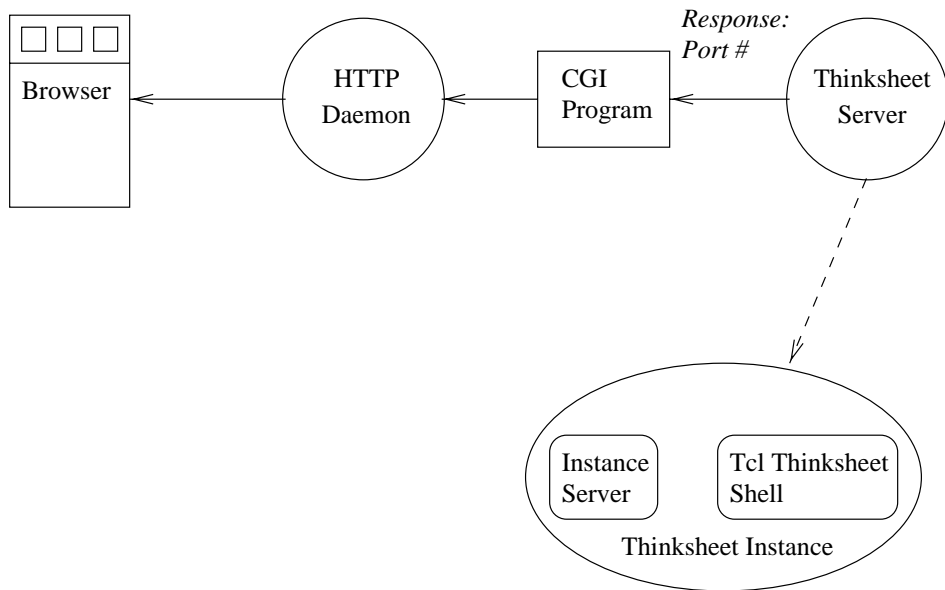 Response:
Port #
Browser
HTTP
Daemon
CGI
Program
Thinksheet
Server
Instance
Server
Tcl Thinksheet
Shell
Thinksheet Instance